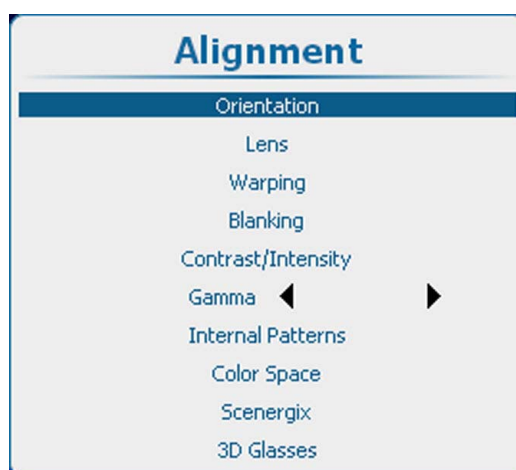 Alignment
Orientation
Lens
Warping
Blanking
Contrast/Intensity
Gamma
Internal Patterns
Color Space
Scenergix
3D Glasses